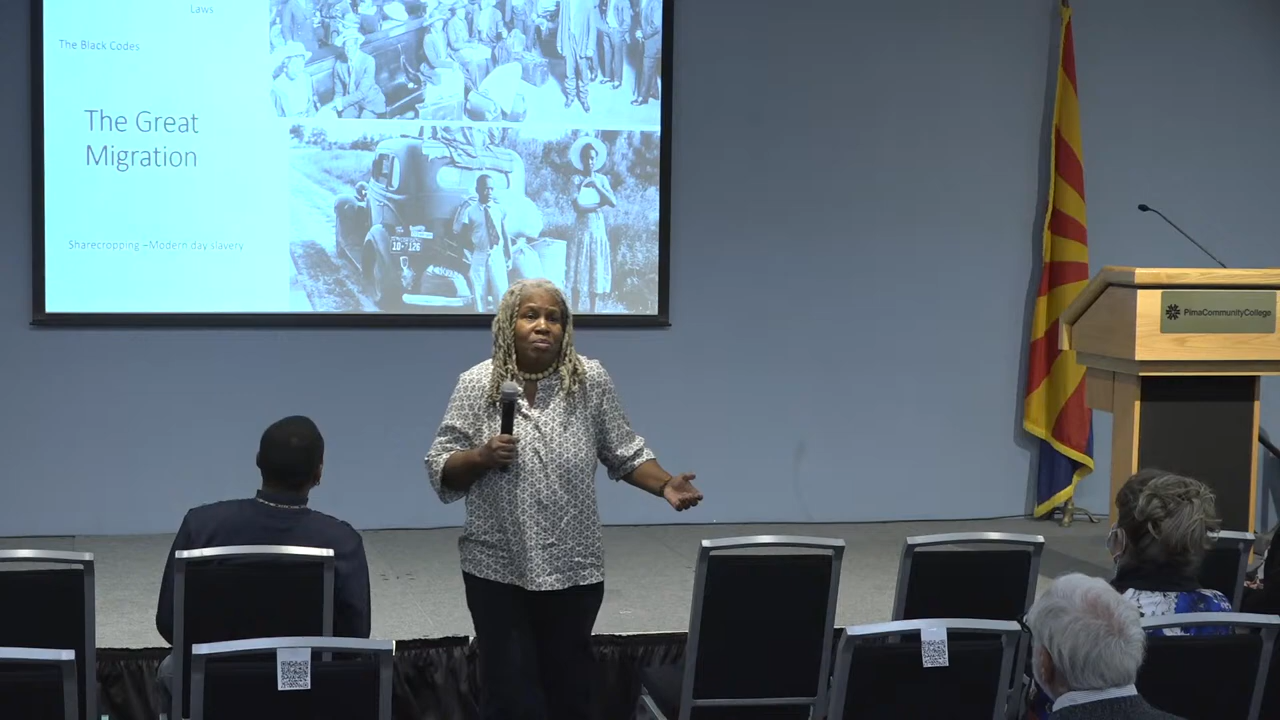 Laws
The Black Codes
The Great
Migration
Sharecropping –Modern day slavery
PimaCommunityCollege